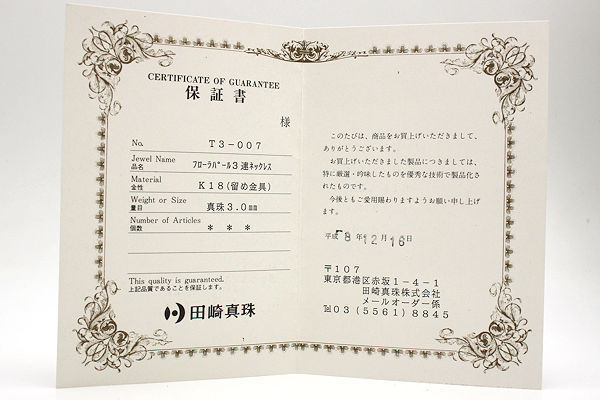 CERTIFICATE OF GUARANTEE
保証書
様
No. T3-007
Jewel Name
品名 フローラパール3連ネックレス
Material
金性 K18(留め金具)
Weight or Size
量目 真珠3.0mm
Number of Articles
個数 * * *
This quality is guaranteed.
上記品質であることを保証します。
田崎真珠
このたびは、商品をお買上げいただきまして、
ありがとうございます。
お買上げいただきました製品につきましては、
特に厳選・吟味したものを優秀な技術で製品化さ
れたものです。
今後ともご愛用賜わりますようお願い申し上げ
ます。
平成 8年12月16日
〒107
東京都港区赤坂1-4-1
田崎真珠株式会社
メールオーダー係
℡03(5561)8845